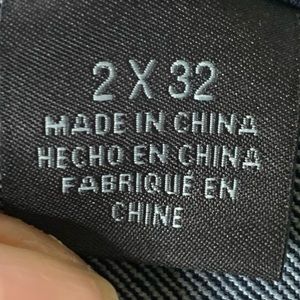 2 X 32
MADE IN CHINA
HECHO EN CHINA
FABRIQUÉ EN
CHINE